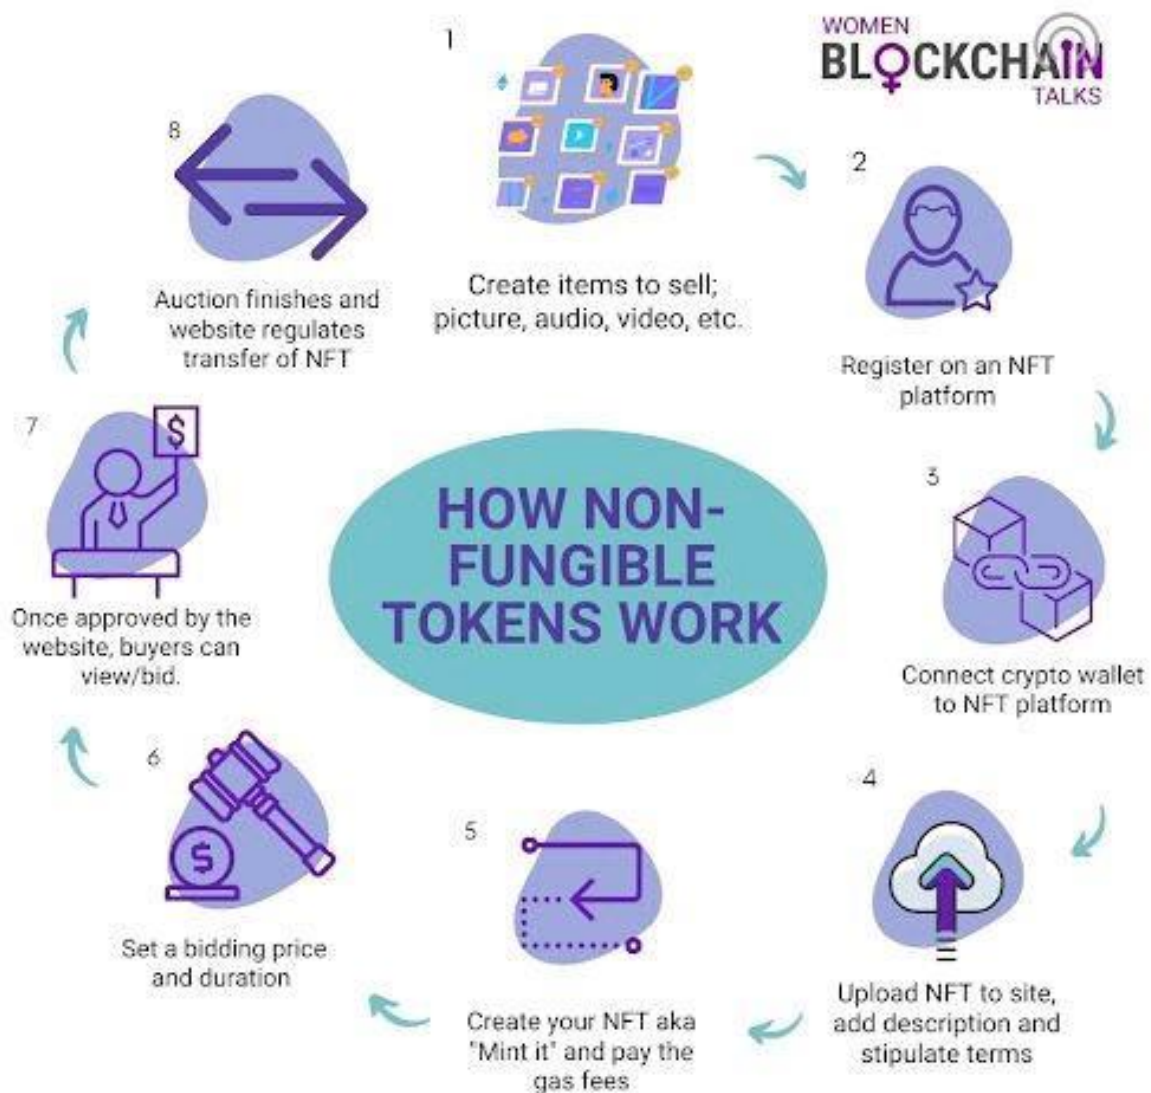 WOMEN
BLOCKCHAIN
TALKS
1
Create items to sell;
picture, audio, video, etc.
2
Register on an NFT
platform
3
Connect crypto wallet
to NFT platform
4
Upload NFT to site,
add description and
stipulate terms
5
Create your NFT aka
"Mint it" and pay the
gas fees
6
Set a bidding price
and duration
7
$
Once approved by the
website, buyers can
view/bid.
8
Auction finishes and
website regulates
transfer of NFT
HOW NON-
FUNGIBLE
TOKENS WORK
$